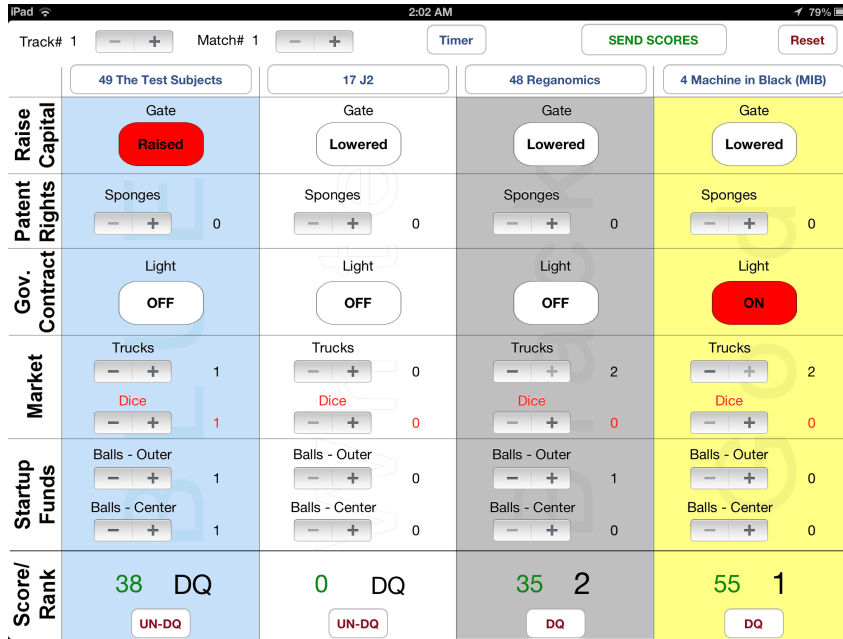 iPad 2:02 AM 79%
Track# 1 − + Match# 1 − + Timer SEND SCORES Reset
49 The Test Subjects 17 J2 48 Reganomics 4 Machine in Black (MIB)
Raise Capital
Gate Gate Gate Gate
Raised Lowered Lowered Lowered
Patent Rights
Sponges Sponges Sponges Sponges
− + 0 − + 0 − + 0 − + 0
Gov. Contract
Light Light Light Light
OFF OFF OFF ON
Market
Trucks Trucks Trucks Trucks
− + 1 − + 0 − + 2 − + 2
Dice Dice Dice Dice
− + 1 − + 0 − + 0 − + 0
Startup Funds
Balls - Outer Balls - Outer Balls - Outer Balls - Outer
− + 1 − + 0 − + 1 − + 0
Balls - Center Balls - Center Balls - Center Balls - Center
− + 1 − + 0 − + 0 − + 0
Score/ Rank
38 DQ 0 DQ 35 2 55 1
UN-DQ UN-DQ DQ DQ
BLUE
White
Black
Gold